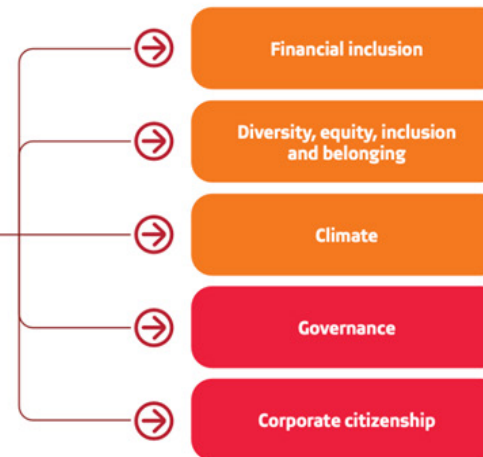 Financial inclusion
Diversity, equity, inclusion
and belonging
Climate
Governance
Corporate citizenship